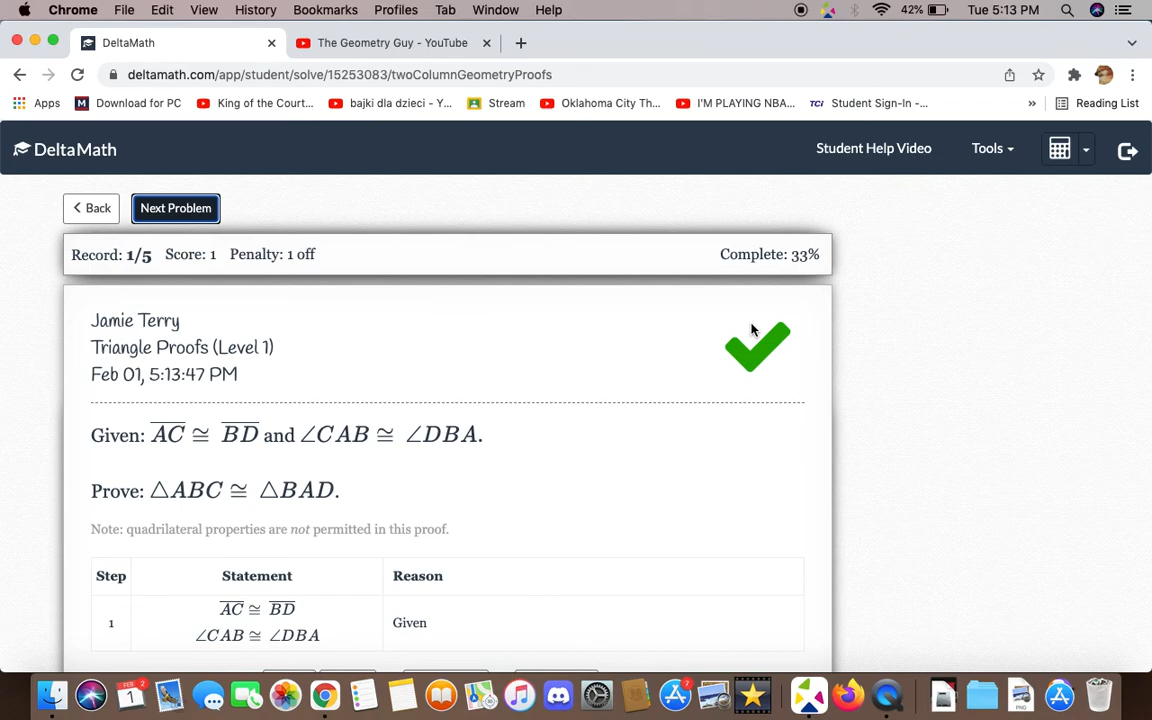 Chrome File Edit View History Bookmarks Profiles Tab Window Help 42% Tue 5:13 PM
DeltaMath × The Geometry Guy - YouTube × +
deltamath.com/app/student/solve/15253083/twoColumnGeometryProofs
Apps M Download for PC King of the Court... bajki dla dzieci - Y... Stream Oklahoma City Th... I'M PLAYING NBA... TCi Student Sign-In -... » Reading List
DeltaMath Student Help Video Tools
Back Next Problem
Record: 1/5 Score: 1 Penalty: 1 off Complete: 33%
Jamie Terry
Triangle Proofs (Level 1)
Feb 01, 5:13:47 PM
Given: A̅C̅ ≅ B̅D̅ and ∠CAB ≅ ∠DBA.
Prove: △ABC ≅ △BAD.
Note: quadrilateral properties are not permitted in this proof.
Step Statement Reason
A̅C̅ ≅ B̅D̅
1 Given
∠CAB ≅ ∠DBA
FEB 2
1 7